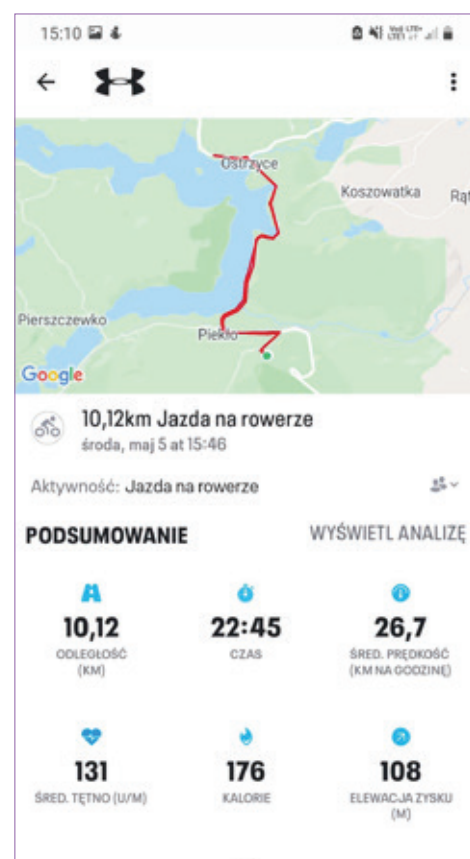 15:10
Ostrzyce
Koszowatka
Rąt
Pierszczewko
Piekło
Google
10,12km Jazda na rowerze
środa, maj 5 at 15:46
Aktywność: Jazda na rowerze
PODSUMOWANIE WYŚWIETL ANALIZĘ
10,12 22:45 26,7
ODLEGŁOŚĆ CZAS ŚRED. PRĘDKOŚĆ
(KM) (KM NA GODZINĘ)
131 176 108
ŚRED. TĘTNO (U/M) KALORIE ELEWACJA ZYSKU
(M)